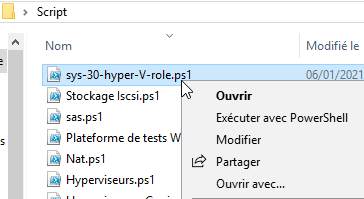 Script
Nom
Modifié le
sys-30-hyper-V-role.ps1
06/01/2021
Stockage Iscsi.ps1
Ouvrir
sas.ps1
Exécuter avec PowerShell
Plateforme de tests W
Modifier
Nat.ps1
Partager
Hyperviseurs.ps1
Ouvrir avec...